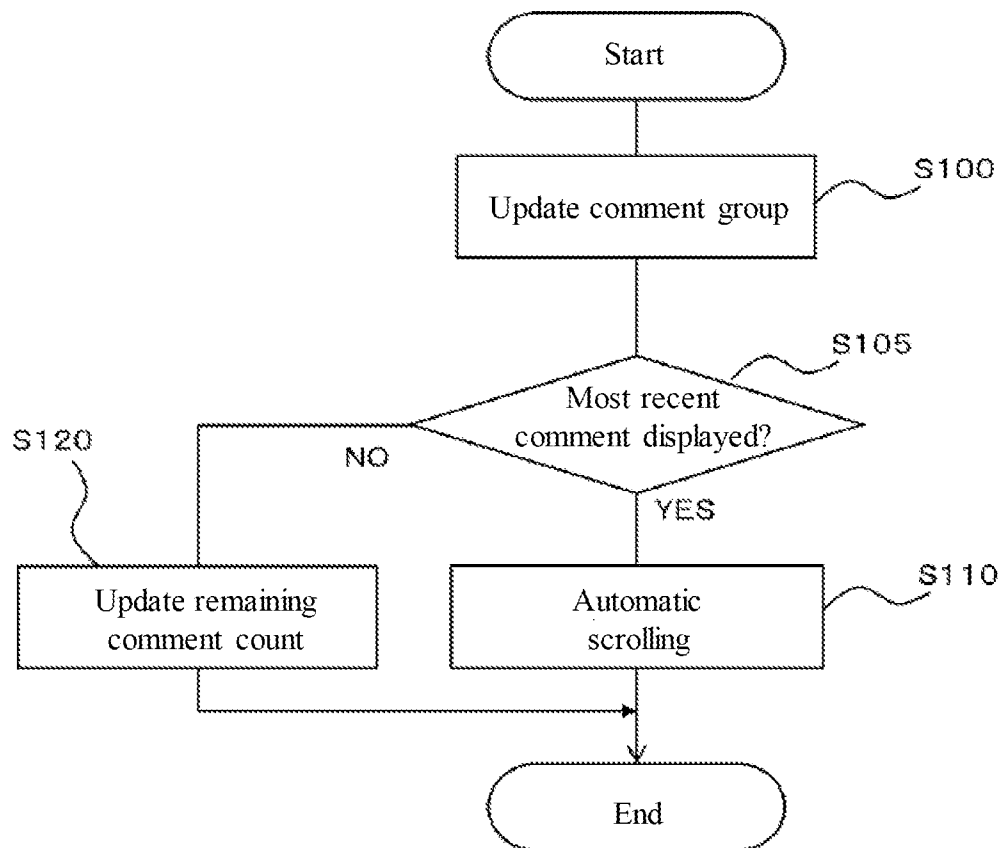 Start
S100
Update comment group
S105
Most recent
comment displayed?
NO
YES
S120
Update remaining
comment count
S110
Automatic
scrolling
End